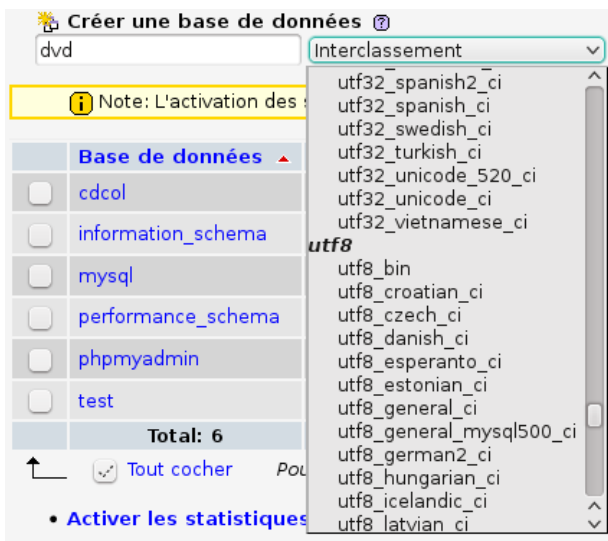 Créer une base de données
dvd
Interclassement
utf32_spanish2_ci
utf32_spanish_ci
utf32_swedish_ci
utf32_turkish_ci
utf32_unicode_520_ci
utf32_unicode_ci
utf32_vietnamese_ci
utf8
utf8_bin
utf8_croatian_ci
utf8_czech_ci
utf8_danish_ci
utf8_esperanto_ci
utf8_estonian_ci
utf8_general_ci
utf8_general_mysql500_ci
utf8_german2_ci
utf8_hungarian_ci
utf8_icelandic_ci
utf8_latvian_ci
Note: L'activation des
Base de données
cdcol
information_schema
mysql
performance_schema
phpmyadmin
test
Total: 6
Tout cocher
Activer les statistiques